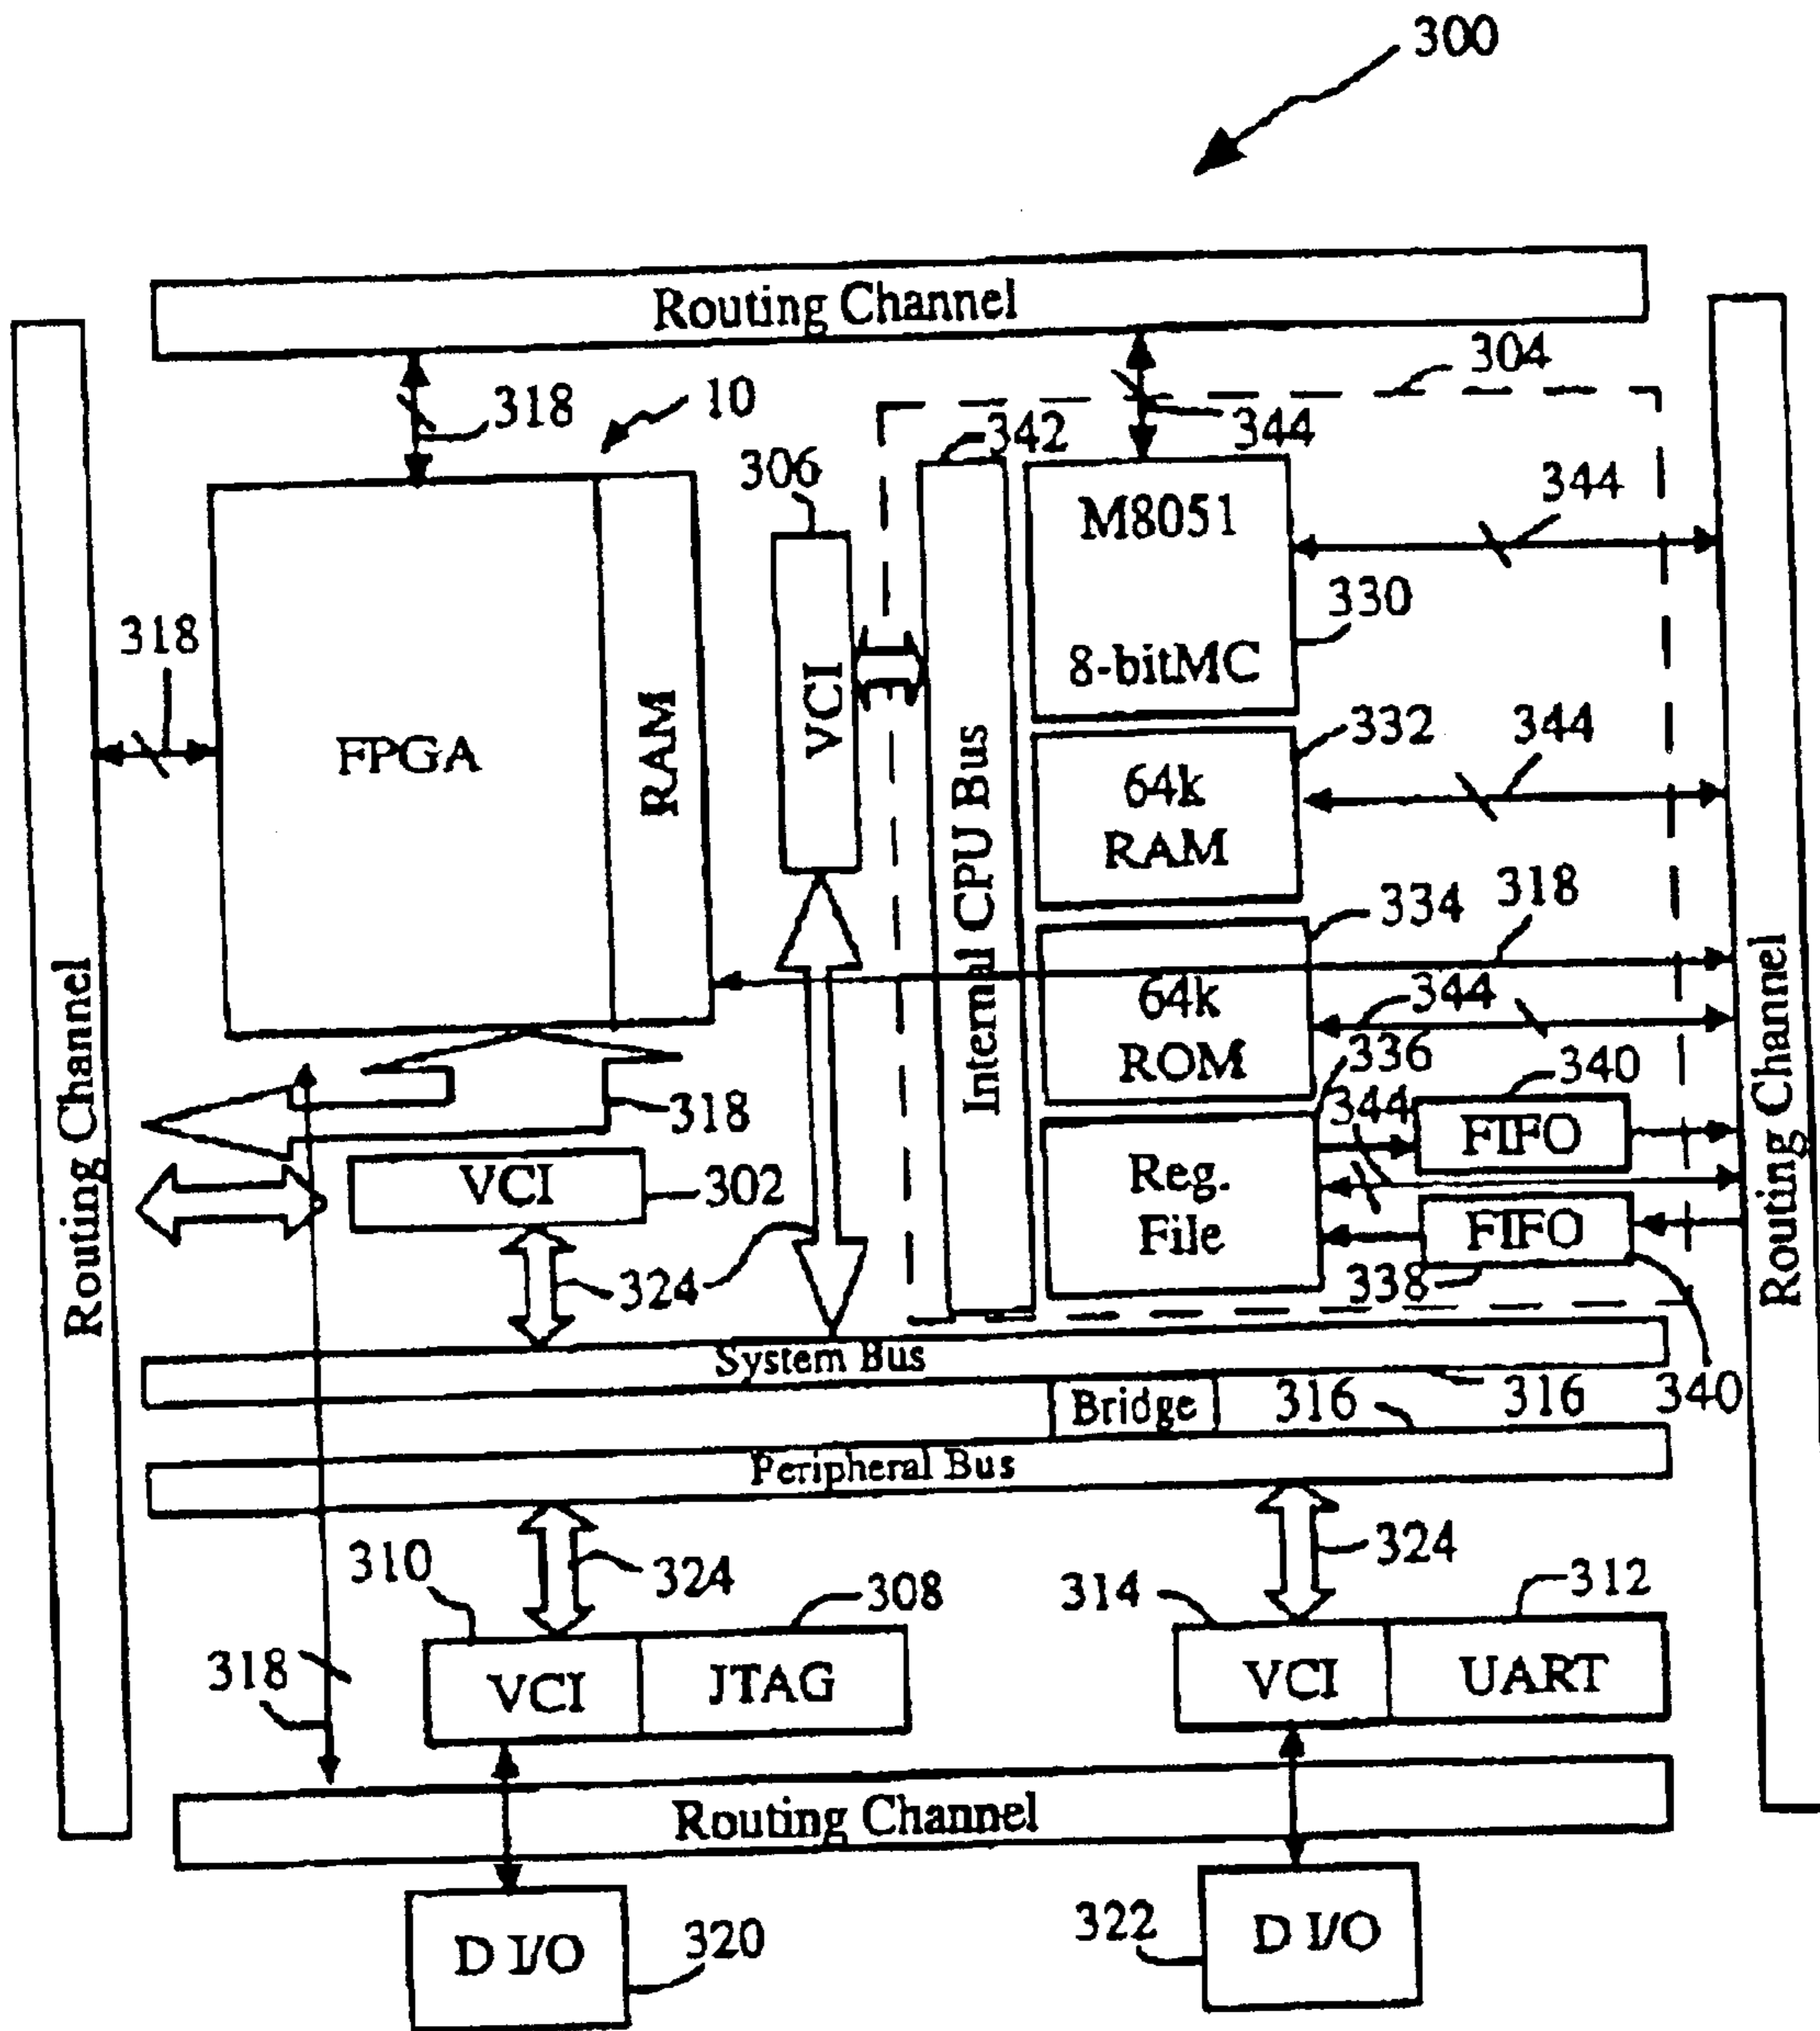 300
Routing Channel
304
318
10
342
344
306
344
M8051
330
8-bitMC
318
VCI
FPGA
RAM
332
344
64k
RAM
Internal CPU Bus
334
318
344
64k
ROM
336
340
Routing Channel
Routing Channel
318
344
FIFO
VCI
302
Reg.
File
FIFO
324
338
System Bus
340
Bridge
316
316
Peripheral Bus
310
324
308
314
324
312
318
VCI
JTAG
VCI
UART
Routing Channel
D I/O
320
322
D I/O